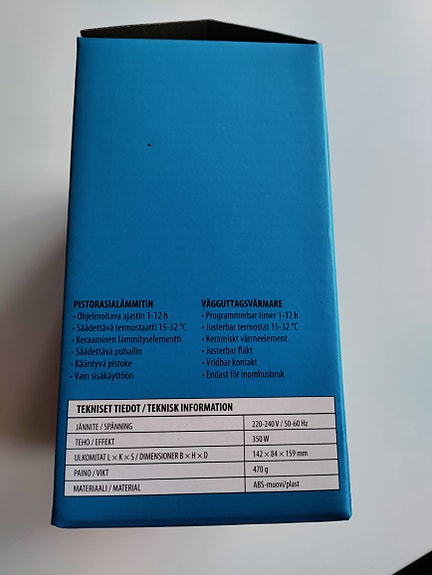 PISTORASIALÄMMITIN
• Ohjelmoitava ajastin 1-12 h
• Säädettävä termostaatti 15-32 °C
• Keraaminen lämmityselementti
• Säädettävä puhallin
• Kääntyvä pistoke
• Vain sisäkäyttöön
VÄGGUTTAGSVÄRMARE
• Programmerbar timer 1-12 h
• Justerbar termostat 15-32 °C
• Keramiskt värmeelement
• Justerbar fläkt
• Vridbar kontakt
• Endast för inomhusbruk
TEKNISET TIEDOT / TEKNISK INFORMATION
JÄNNITE / SPÄNNING 220-240 V / 50-60 Hz
TEHO / EFFEKT 350 W
ULKOMITAT L × K × S / DIMENSIONER B × H × D 142 × 84 × 159 mm
PAINO / VIKT 470 g
MATERIAALI / MATERIAL ABS-muovi/plast